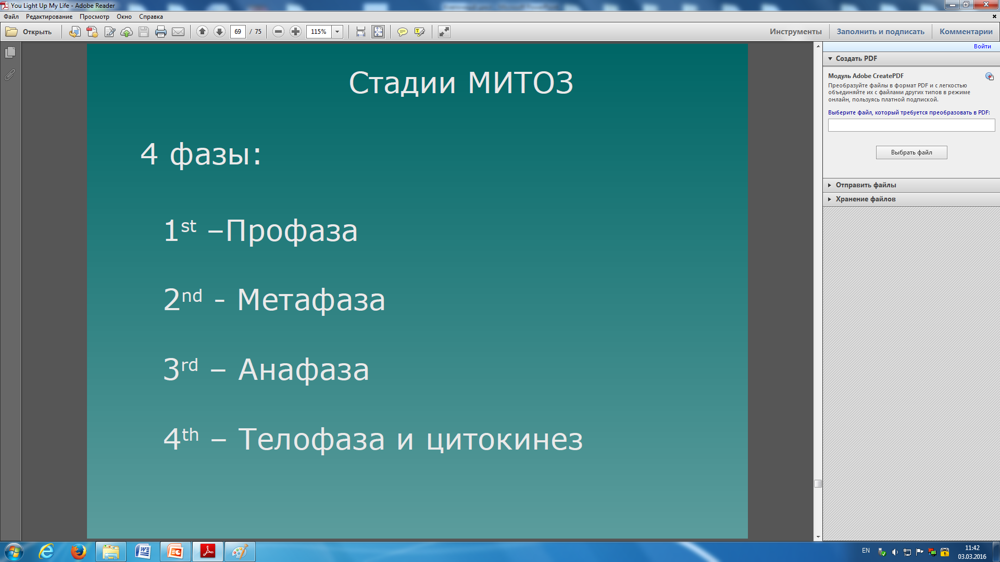 You Light Up My Life - Adobe Reader
Файл Редактирование Просмотр Окно Справка
Открыть 69 / 75 115% Инструменты Заполнить и подписать Комментарии
Войти
Создать PDF
Модуль Adobe CreatePDF
Преобразуйте файлы в формат PDF и с легкостью
объединяйте их с файлами других типов в режиме
онлайн, пользуясь платной подпиской.
Выберите файл, который требуется преобразовать в PDF:
Выбрать файл
Отправить файлы
Хранение файлов
Стадии МИТОЗ
4 фазы:
1st –Профаза
2nd - Метафаза
3rd – Анафаза
4th – Телофаза и цитокинез
EN
11:42
03.03.2016